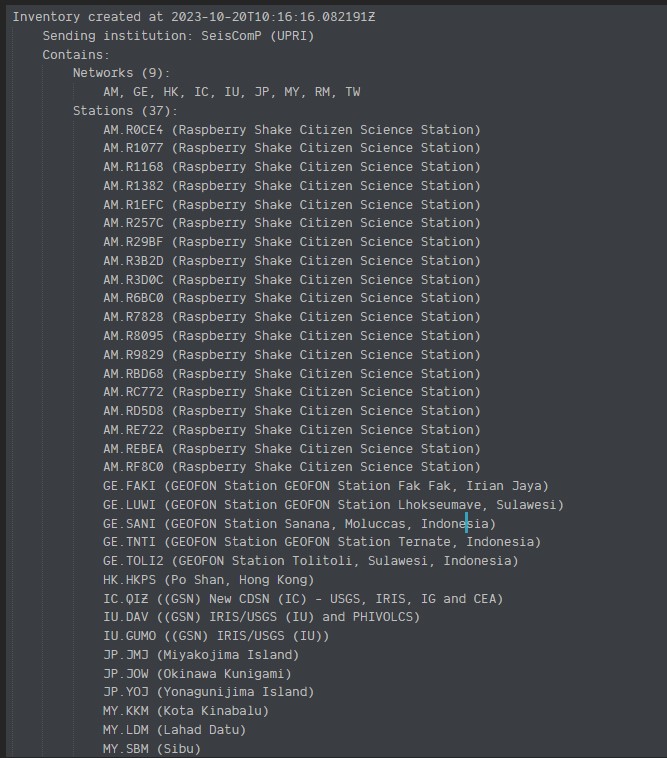 Inventory created at 2023-10-20T10:16:16.082191Z
Sending institution: SeisComP (UPRI)
Contains:
Networks (9):
AM, GE, HK, IC, IU, JP, MY, RM, TW
Stations (37):
AM.R0CE4 (Raspberry Shake Citizen Science Station)
AM.R1077 (Raspberry Shake Citizen Science Station)
AM.R1168 (Raspberry Shake Citizen Science Station)
AM.R1382 (Raspberry Shake Citizen Science Station)
AM.R1EFC (Raspberry Shake Citizen Science Station)
AM.R257C (Raspberry Shake Citizen Science Station)
AM.R29BF (Raspberry Shake Citizen Science Station)
AM.R3B2D (Raspberry Shake Citizen Science Station)
AM.R3D0C (Raspberry Shake Citizen Science Station)
AM.R6BC0 (Raspberry Shake Citizen Science Station)
AM.R7828 (Raspberry Shake Citizen Science Station)
AM.R8095 (Raspberry Shake Citizen Science Station)
AM.R9829 (Raspberry Shake Citizen Science Station)
AM.RBD68 (Raspberry Shake Citizen Science Station)
AM.RC772 (Raspberry Shake Citizen Science Station)
AM.RD5D8 (Raspberry Shake Citizen Science Station)
AM.RE722 (Raspberry Shake Citizen Science Station)
AM.REBEA (Raspberry Shake Citizen Science Station)
AM.RF8C0 (Raspberry Shake Citizen Science Station)
GE.FAKI (GEOFON Station GEOFON Station Fak Fak, Irian Jaya)
GE.LUWI (GEOFON Station GEOFON Station Lhokseumave, Sulawesi)
GE.SANI (GEOFON Station Sanana, Moluccas, Indonesia)
GE.TNTI (GEOFON Station GEOFON Station Ternate, Indonesia)
GE.TOLI2 (GEOFON Station Tolitoli, Sulawesi, Indonesia)
HK.HKPS (Po Shan, Hong Kong)
IC.QIZ ((GSN) New CDSN (IC) - USGS, IRIS, IG and CEA)
IU.DAV ((GSN) IRIS/USGS (IU) and PHIVOLCS)
IU.GUMO ((GSN) IRIS/USGS (IU))
JP.JMJ (Miyakojima Island)
JP.JOW (Okinawa Kunigami)
JP.YOJ (Yonagunijima Island)
MY.KKM (Kota Kinabalu)
MY.LDM (Lahad Datu)
MY.SBM (Sibu)